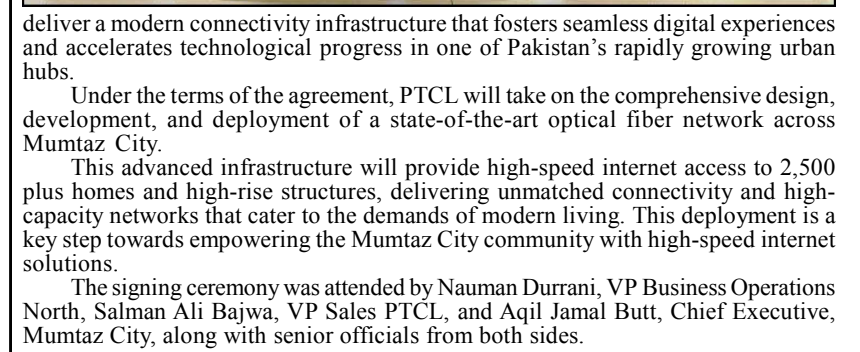 deliver a modern connectivity infrastructure that fosters seamless digital experiences
and accelerates technological progress in one of Pakistan's rapidly growing urban
hubs.
Under the terms of the agreement, PTCL will take on the comprehensive design,
development, and deployment of a state-of-the-art optical fiber network across
Mumtaz City.
This advanced infrastructure will provide high-speed internet access to 2,500
plus homes and high-rise structures, delivering unmatched connectivity and high-
capacity networks that cater to the demands of modern living. This deployment is a
key step towards empowering the Mumtaz City community with high-speed internet
solutions.
The signing ceremony was attended by Nauman Durrani, VP Business Operations
North, Salman Ali Bajwa, VP Sales PTCL, and Aqil Jamal Butt, Chief Executive,
Mumtaz City, along with senior officials from both sides.